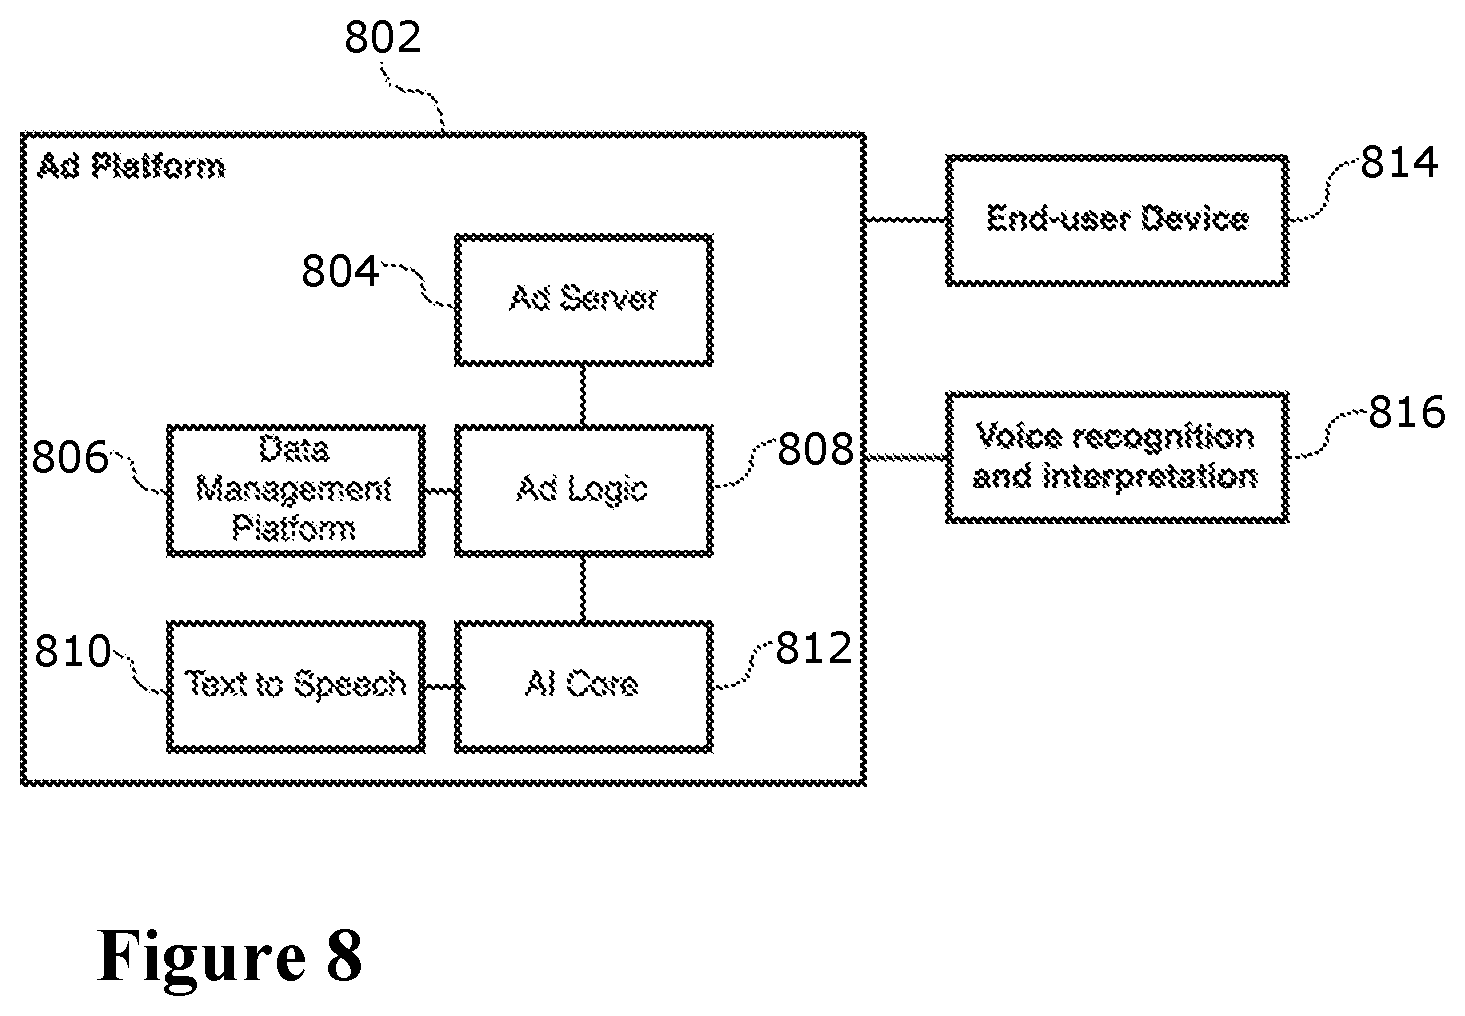 802
Ad Platform
814
End-user Device
804
Ad Server
816
Voice recognition
and interpretation
806
Data
Management
Platform
Ad Logic
808
810
Text to Speech
AI Core
812
Figure 8